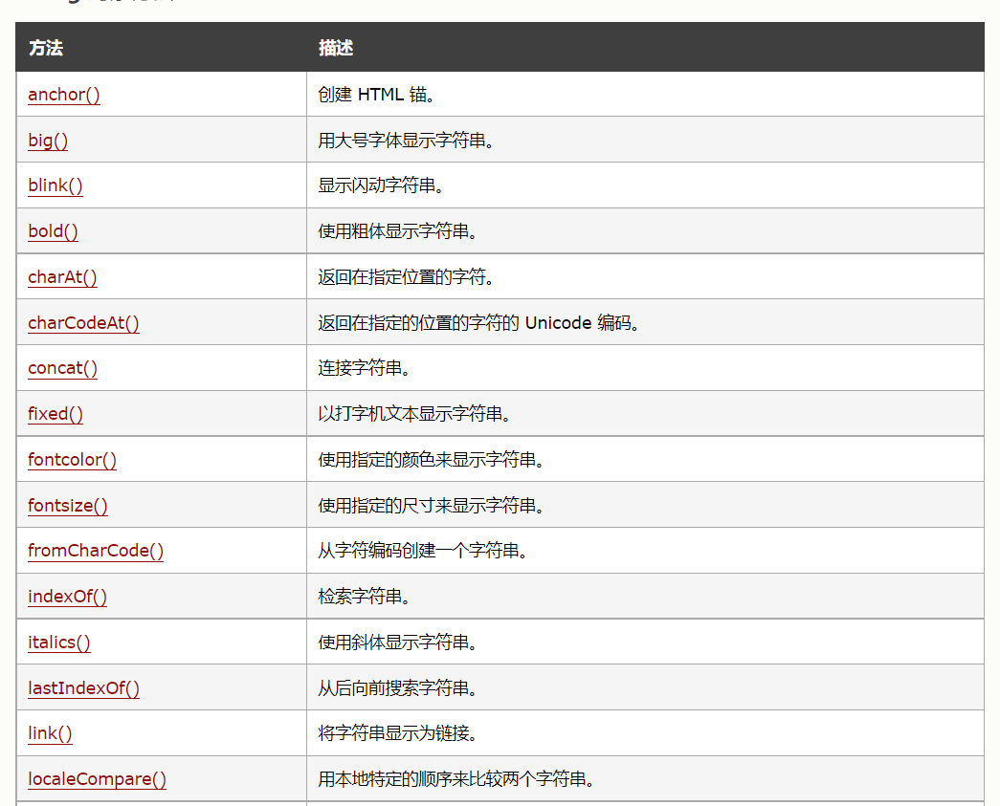 方法 描述
anchor() 创建 HTML 锚。
big() 用大号字体显示字符串。
blink() 显示闪动字符串。
bold() 使用粗体显示字符串。
charAt() 返回在指定位置的字符。
charCodeAt() 返回在指定的位置的字符的 Unicode 编码。
concat() 连接字符串。
fixed() 以打字机文本显示字符串。
fontcolor() 使用指定的颜色来显示字符串。
fontsize() 使用指定的尺寸来显示字符串。
fromCharCode() 从字符编码创建一个字符串。
indexOf() 检索字符串。
italics() 使用斜体显示字符串。
lastIndexOf() 从后向前搜索字符串。
link() 将字符串显示为链接。
localeCompare() 用本地特定的顺序来比较两个字符串。